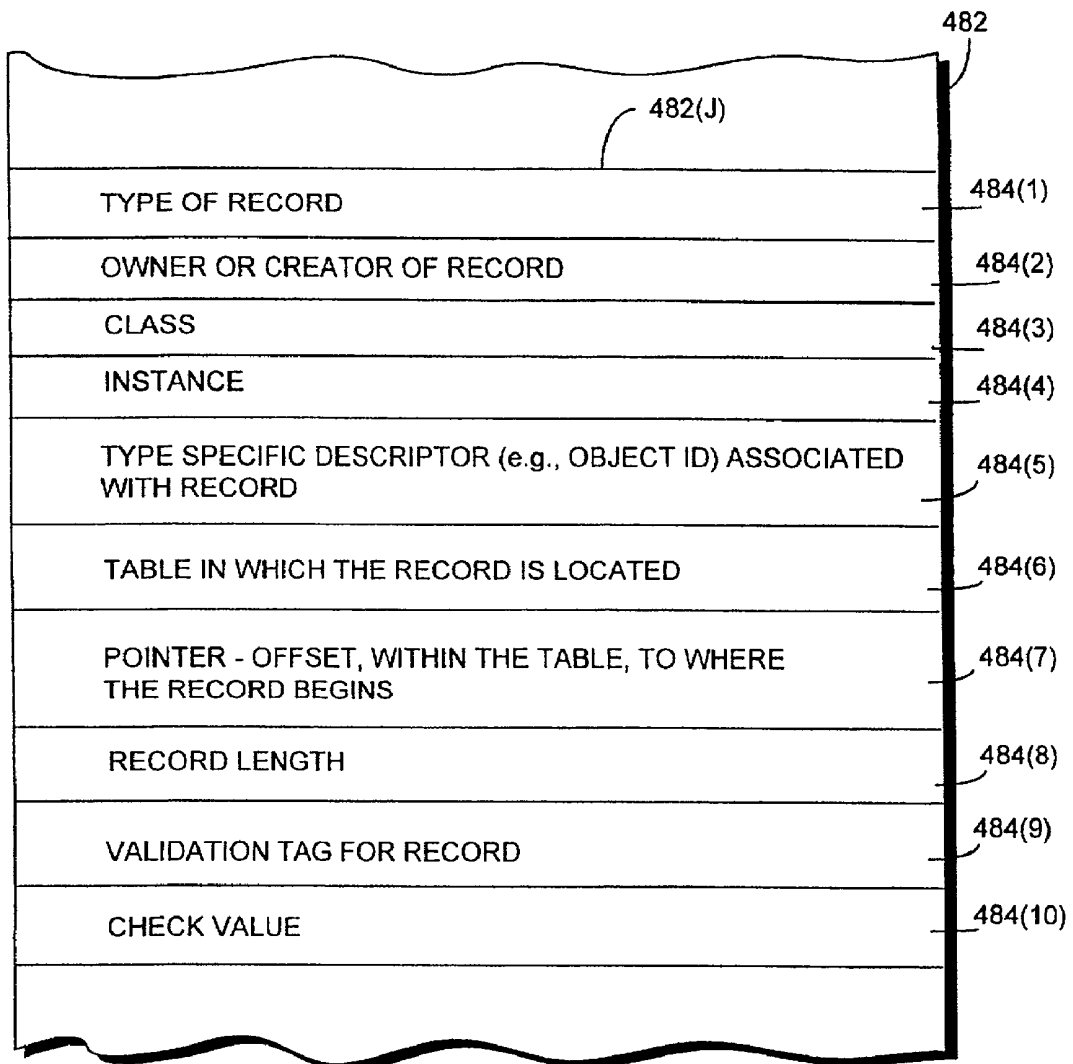 482
482(J)
TYPE OF RECORD
484(1)
OWNER OR CREATOR OF RECORD
484(2)
CLASS
484(3)
INSTANCE
484(4)
TYPE SPECIFIC DESCRIPTOR (e.g., OBJECT ID) ASSOCIATED
WITH RECORD
484(5)
TABLE IN WHICH THE RECORD IS LOCATED
484(6)
POINTER - OFFSET, WITHIN THE TABLE, TO WHERE
THE RECORD BEGINS
484(7)
RECORD LENGTH
484(8)
VALIDATION TAG FOR RECORD
484(9)
CHECK VALUE
484(10)